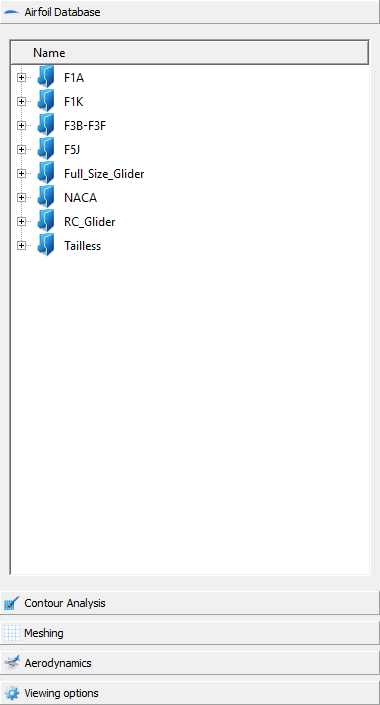 Airfoil Database
Name
F1A
F1K
F3B-F3F
F5J
Full_Size_Glider
NACA
RC_Glider
Tailless
Contour Analysis
Meshing
Aerodynamics
Viewing options